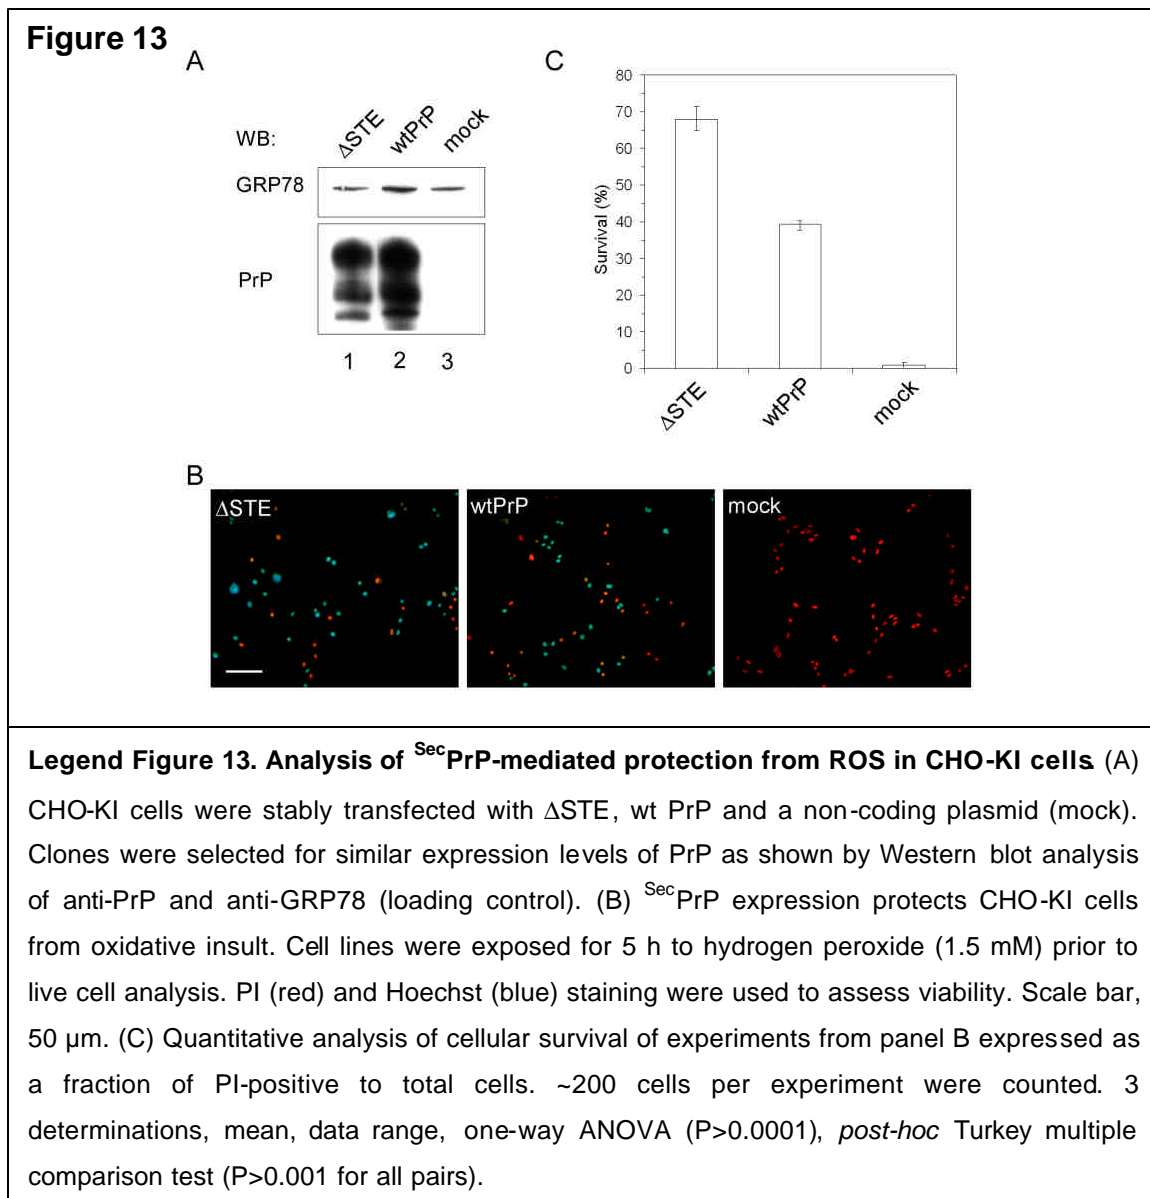 Figure 13
A
WB:
ΔSTE
wtPrP
mock
GRP78
PrP
1 2 3
C
80
70
60
50
40
30
20
10
0
Survival (%)
ΔSTE
wtPrP
mock
B
ΔSTE
wtPrP
mock
Legend Figure 13. Analysis of SecPrP-mediated protection from ROS in CHO-KI cells. (A)
CHO-KI cells were stably transfected with ΔSTE, wt PrP and a non-coding plasmid (mock).
Clones were selected for similar expression levels of PrP as shown by Western blot analysis
of anti-PrP and anti-GRP78 (loading control). (B) SecPrP expression protects CHO-KI cells
from oxidative insult. Cell lines were exposed for 5 h to hydrogen peroxide (1.5 mM) prior to
live cell analysis. PI (red) and Hoechst (blue) staining were used to assess viability. Scale bar,
50 µm. (C) Quantitative analysis of cellular survival of experiments from panel B expressed as
a fraction of PI-positive to total cells. ~200 cells per experiment were counted. 3
determinations, mean, data range, one-way ANOVA (P>0.0001), post-hoc Turkey multiple
comparison test (P>0.001 for all pairs).